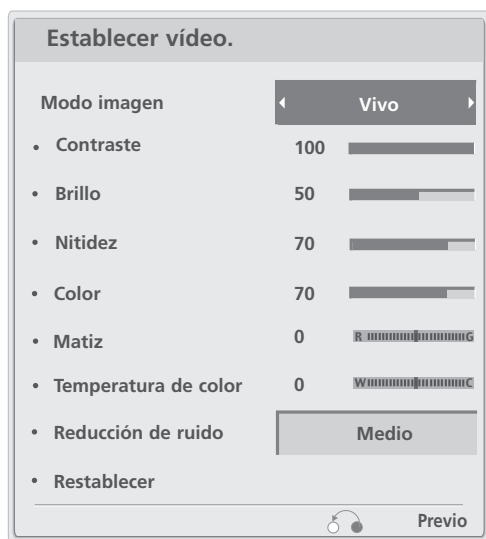 Establecer vídeo.
Modo imagen Vivo
• Contraste 100
• Brillo 50
• Nitidez 70
• Color 70
• Matiz 0 R G
• Temperatura de color 0 W C
• Reducción de ruido Medio
• Restablecer
Previo